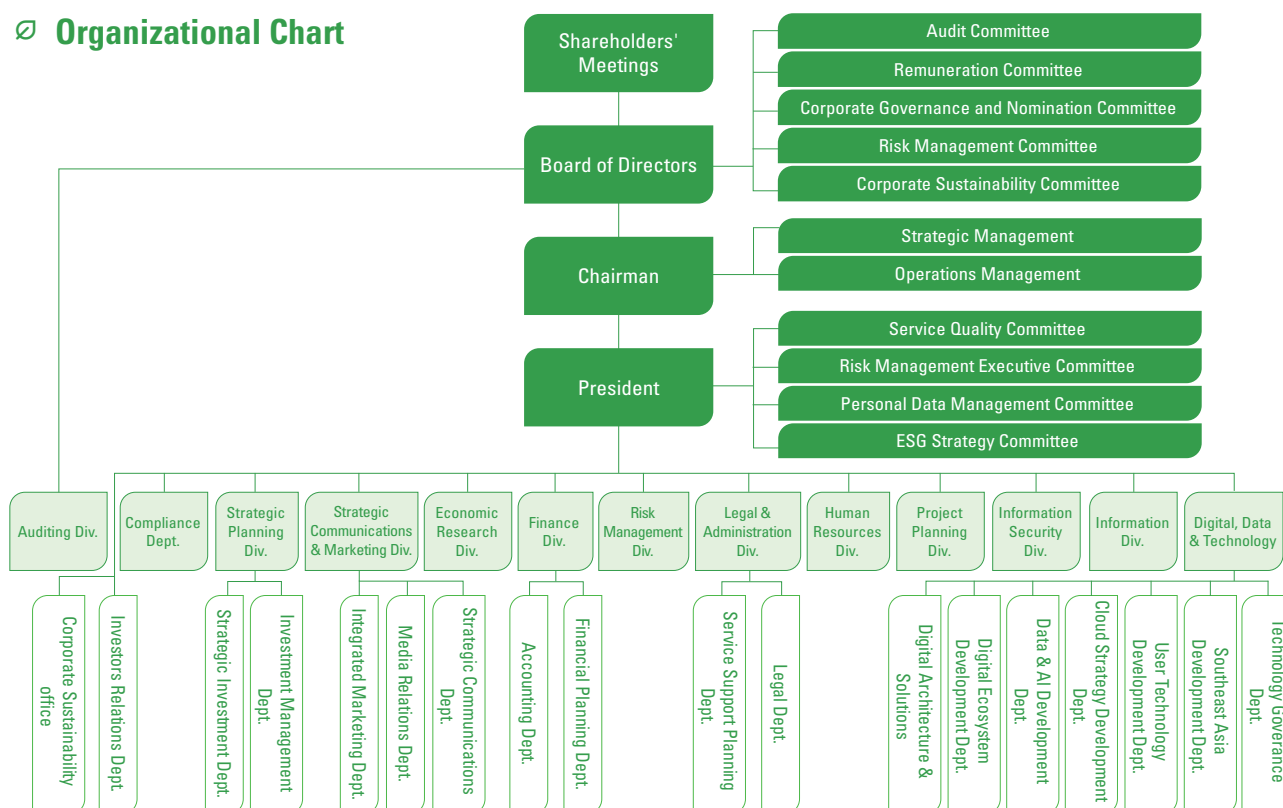 Organizational Chart
Shareholders'
Meetings
Audit Committee
Remuneration Committee
Corporate Governance and Nomination Committee
Risk Management Committee
Corporate Sustainability Committee
Board of Directors
Chairman
Strategic Management
Operations Management
President
Service Quality Committee
Risk Management Executive Committee
Personal Data Management Committee
ESG Strategy Committee
Auditing Div.
Compliance
Dept.
Strategic
Planning
Div.
Strategic
Communications
& Marketing Div.
Economic
Research
Div.
Finance
Div.
Risk
Management
Div.
Legal &
Administration
Div.
Human
Resources
Div.
Project
Planning
Div.
Information
Security
Div.
Information
Div.
Digital, Data
& Technology
Corporate Sustainability
office
Investors Relations Dept.
Strategic Investment Dept.
Investment Management
Dept.
Integrated Marketing Dept.
Media Relations Dept.
Strategic Communications
Dept.
Accounting Dept.
Financial Planning Dept.
Service Support Planning
Dept.
Legal Dept.
Digital Architecture &
Solutions
Digital Ecosystem
Development Dept.
Data & AI Development
Dept.
Cloud Strategy Development
Dept.
User Technology
Development Dept.
Southeast Asia
Development Dept.
Technology Goverance
Dept.